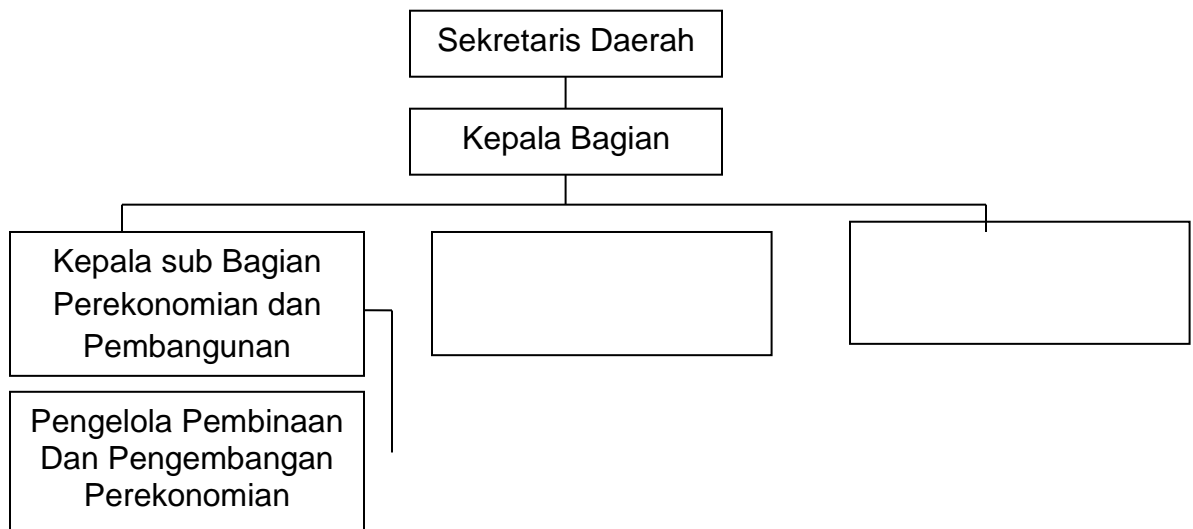 Sekretaris Daerah
Kepala Bagian
Kepala sub Bagian
Perekonomian dan
Pembangunan
Pengelola Pembinaan
Dan Pengembangan
Perekonomian